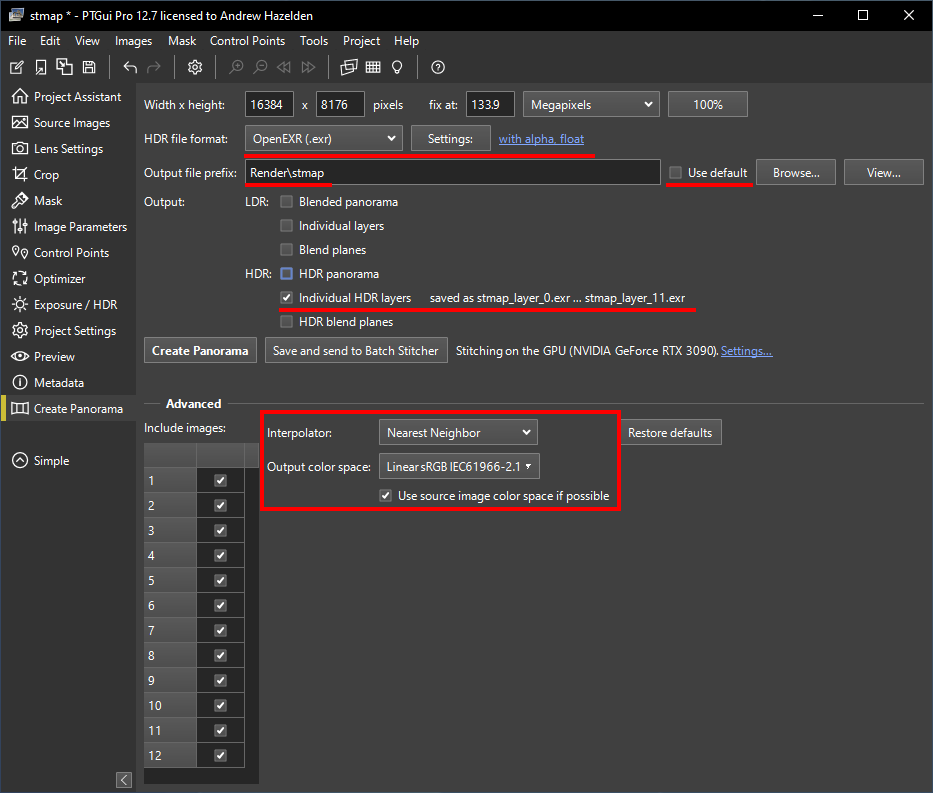 stmap * - PTGui Pro 12.7 licensed to Andrew Hazelden
File Edit View Images Mask Control Points Tools Project Help
Project Assistant
Source Images
Lens Settings
Crop
Mask
Image Parameters
Control Points
Optimizer
Exposure / HDR
Project Settings
Preview
Metadata
Create Panorama
Simple
Width x height: 16384 x 8176 pixels fix at: 133.9 Megapixels 100%
HDR file format: OpenEXR (.exr) Settings: with alpha, float
Output file prefix: Render\stmap Use default Browse... View...
Output: LDR: Blended panorama
Individual layers
Blend planes
HDR: HDR panorama
Individual HDR layers saved as stmap_layer_0.exr ... stmap_layer_11.exr
HDR blend planes
Create Panorama Save and send to Batch Stitcher Stitching on the GPU (NVIDIA GeForce RTX 3090). Settings...
Advanced
Include images:
Interpolator: Nearest Neighbor Restore defaults
Output color space: Linear sRGB IEC61966-2.1
Use source image color space if possible
1
2
3
4
5
6
7
8
9
10
11
12